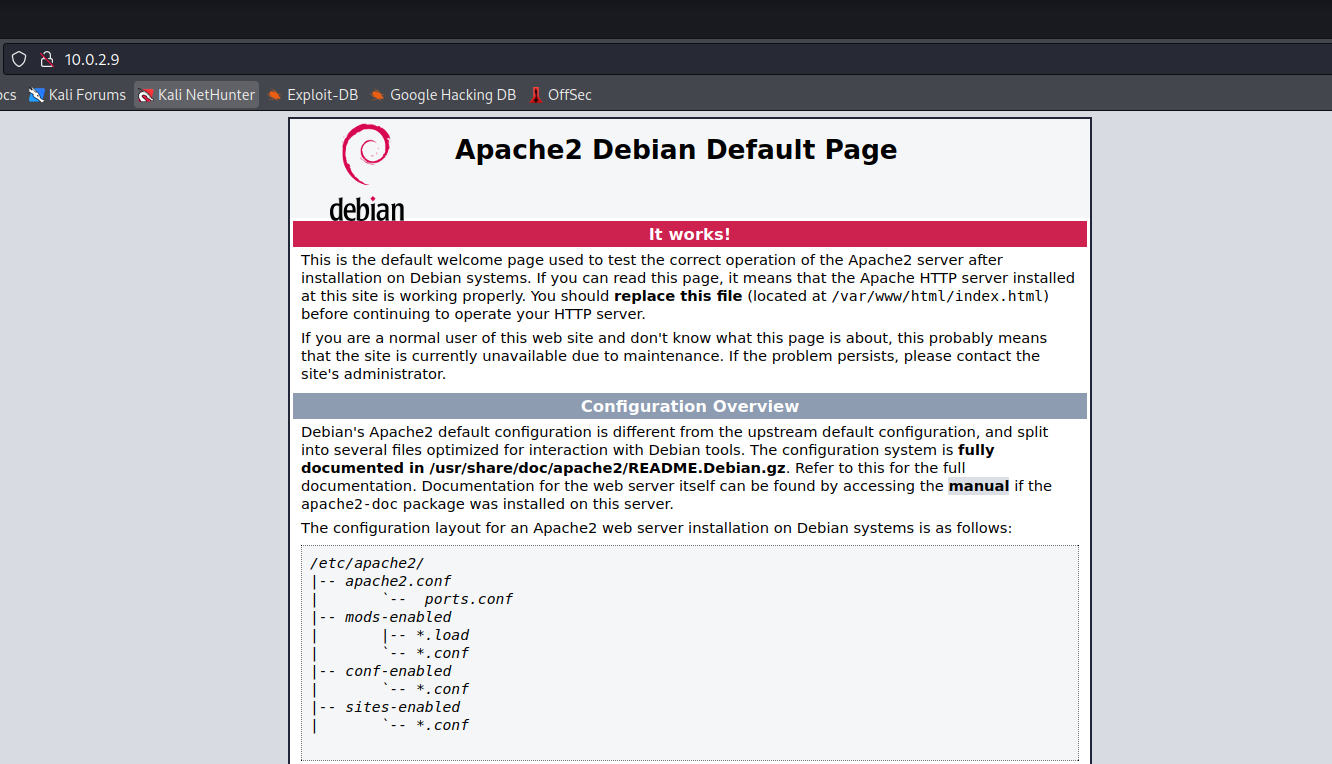 10.0.2.9
ocs Kali Forums Kali NetHunter Exploit-DB Google Hacking DB OffSec
debian
Apache2 Debian Default Page
It works!
This is the default welcome page used to test the correct operation of the Apache2 server after
installation on Debian systems. If you can read this page, it means that the Apache HTTP server installed
at this site is working properly. You should replace this file (located at /var/www/html/index.html)
before continuing to operate your HTTP server.
If you are a normal user of this web site and don't know what this page is about, this probably means
that the site is currently unavailable due to maintenance. If the problem persists, please contact the
site's administrator.
Configuration Overview
Debian's Apache2 default configuration is different from the upstream default configuration, and split
into several files optimized for interaction with Debian tools. The configuration system is fully
documented in /usr/share/doc/apache2/README.Debian.gz. Refer to this for the full
documentation. Documentation for the web server itself can be found by accessing the manual if the
apache2-doc package was installed on this server.
The configuration layout for an Apache2 web server installation on Debian systems is as follows:
/etc/apache2/
|-- apache2.conf
|       `--  ports.conf
|-- mods-enabled
|       |-- *.load
|       `-- *.conf
|-- conf-enabled
|       `-- *.conf
|-- sites-enabled
|       `-- *.conf